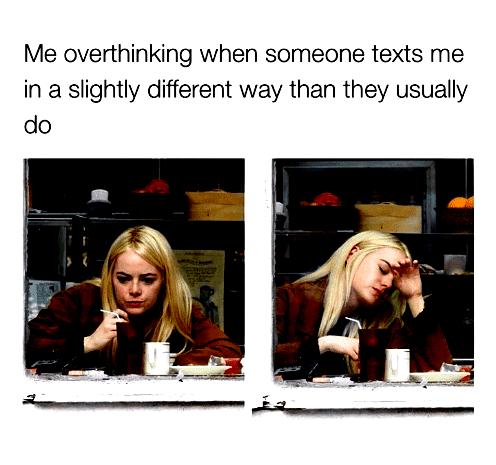 Me overthinking when someone texts me
in a slightly different way than they usually
do